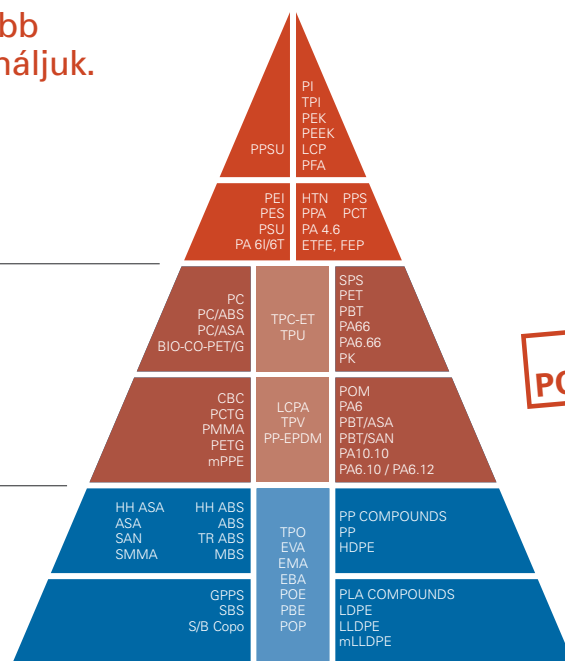 bb
náljuk.
PPSU
PI
TPI
PEK
PEEK
LCP
PFA
PEI
PES
PSU
PA 6I/6T
HTN PPS
PPA PCT
PA 4.6
ETFE, FEP
PC
PC/ABS
PC/ASA
BIO-CO-PET/G
TPC-ET
TPU
SPS
PET
PBT
PA66
PA6.66
PK
PO
CBC
PCTG
PMMA
PETG
mPPE
LCPA
TPV
PP-EPDM
POM
PA6
PBT/ASA
PBT/SAN
PA10.10
PA6.10 / PA6.12
HH ASA HH ABS
ASA ABS
SAN TR ABS
SMMA MBS
TPO
EVA
EMA
EBA
POE
PBE
POP
PP COMPOUNDS
PP
HDPE
GPPS
SBS
S/B Copo
PLA COMPOUNDS
LDPE
LLDPE
mLLDPE